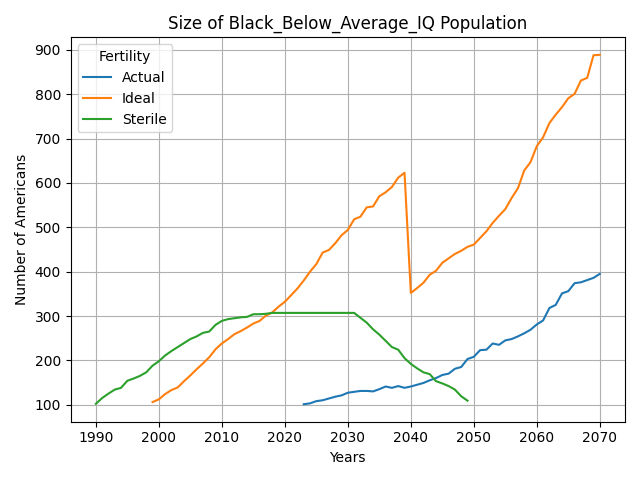 Size of Black_Below_Average_IQ Population
Fertility
Actual
Ideal
Sterile
Number of Americans
900
800
700
600
500
400
300
200
100
1990 2000 2010 2020 2030 2040 2050 2060 2070
Years